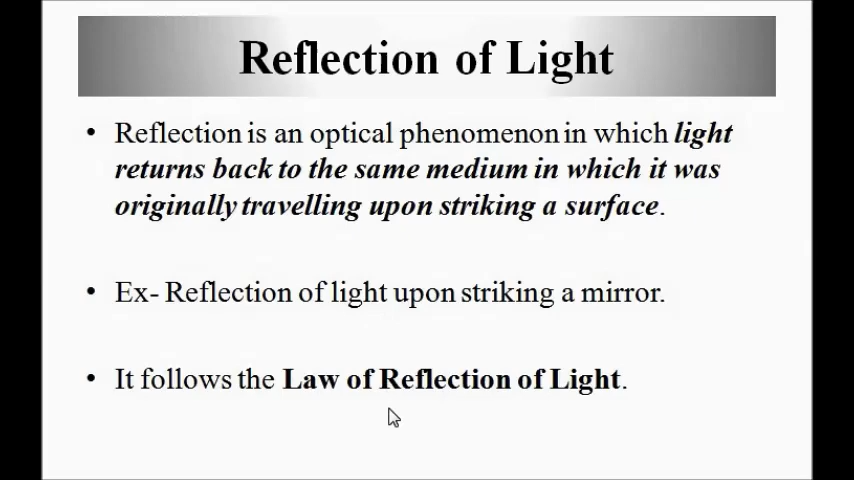 Reflection of Light
• Reflection is an optical phenomenon in which light
returns back to the same medium in which it was
originally travelling upon striking a surface.
• Ex- Reflection of light upon striking a mirror.
• It follows the Law of Reflection of Light.